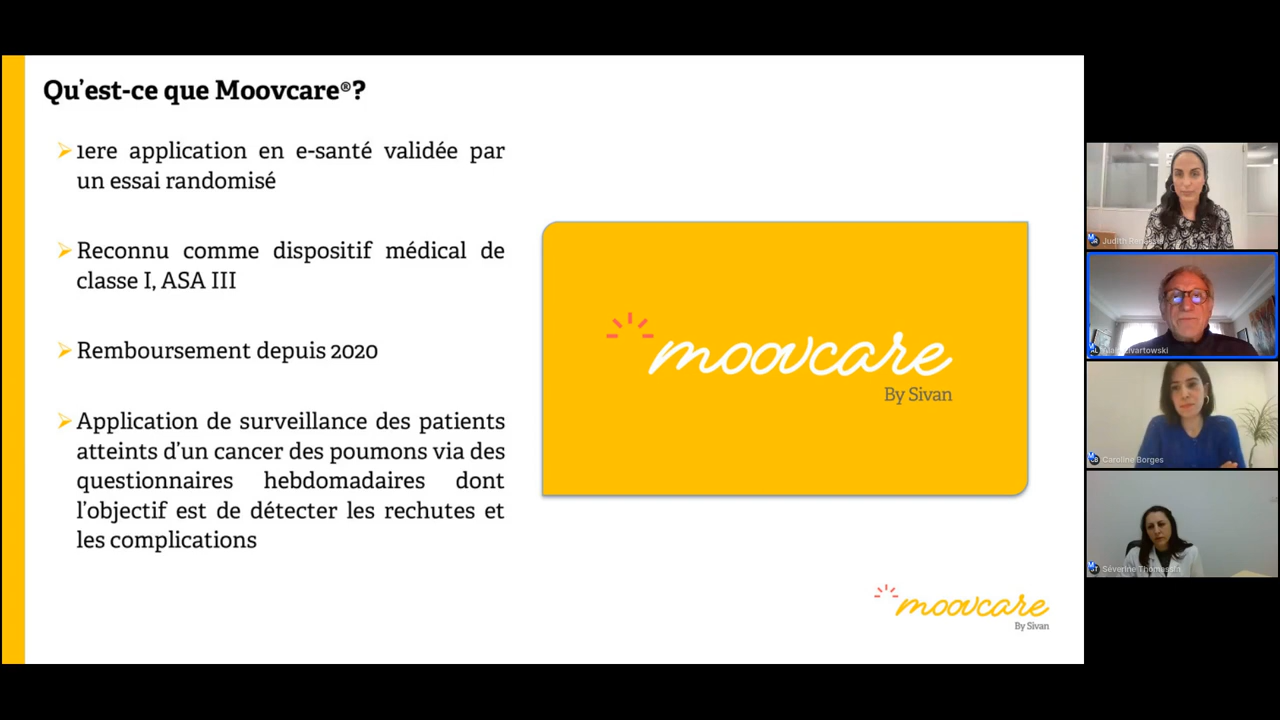 Qu’est-ce que Moovcare®?
➢ 1ere application en e-santé validée par
un essai randomisé
➢ Reconnu comme dispositif médical de
classe I, ASA III
➢ Remboursement depuis 2020
➢ Application de surveillance des patients
atteints d’un cancer des poumons via des
questionnaires hebdomadaires dont
l’objectif est de détecter les rechutes et
les complications
moovcare
By Sivan
moovcare
By Sivan
Judith
Caroline Borges
Séverine